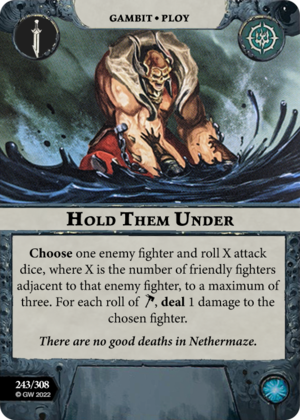 GAMBIT • PLOY
HOLD THEM UNDER
Choose one enemy fighter and roll X attack
dice, where X is the number of friendly fighters
adjacent to that enemy fighter, to a maximum of
three. For each roll of , deal 1 damage to the
chosen fighter.
There are no good deaths in Nethermaze.
243/308
© GW 2022